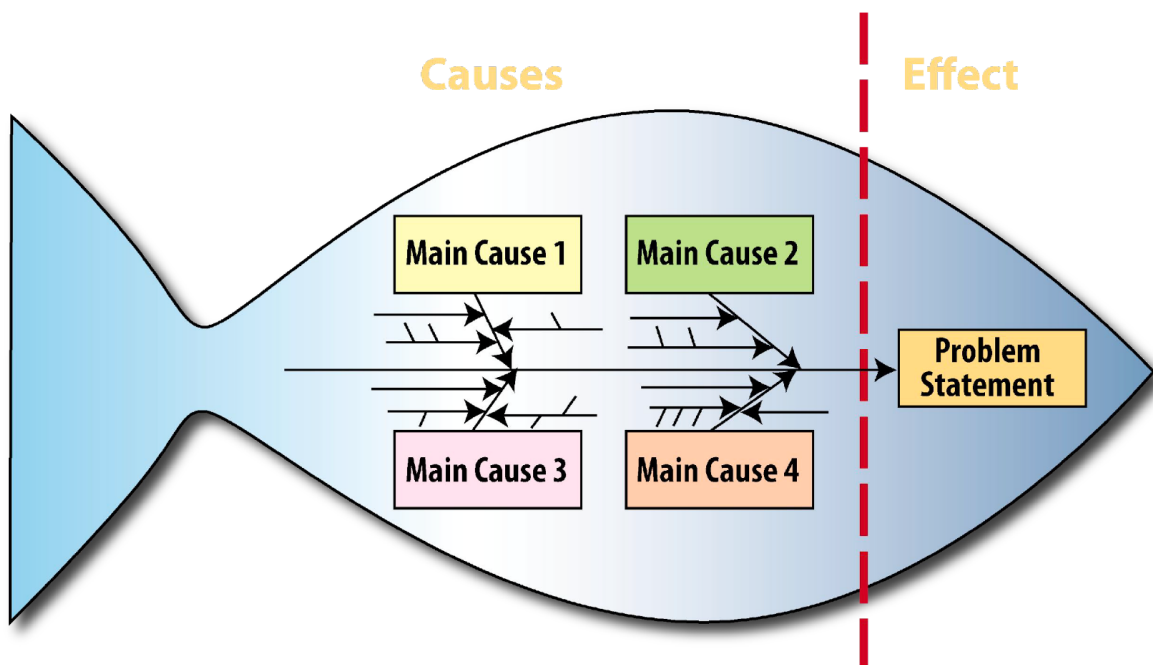 Causes
Effect
Main Cause 1
Main Cause 2
Problem
Statement
Main Cause 3
Main Cause 4